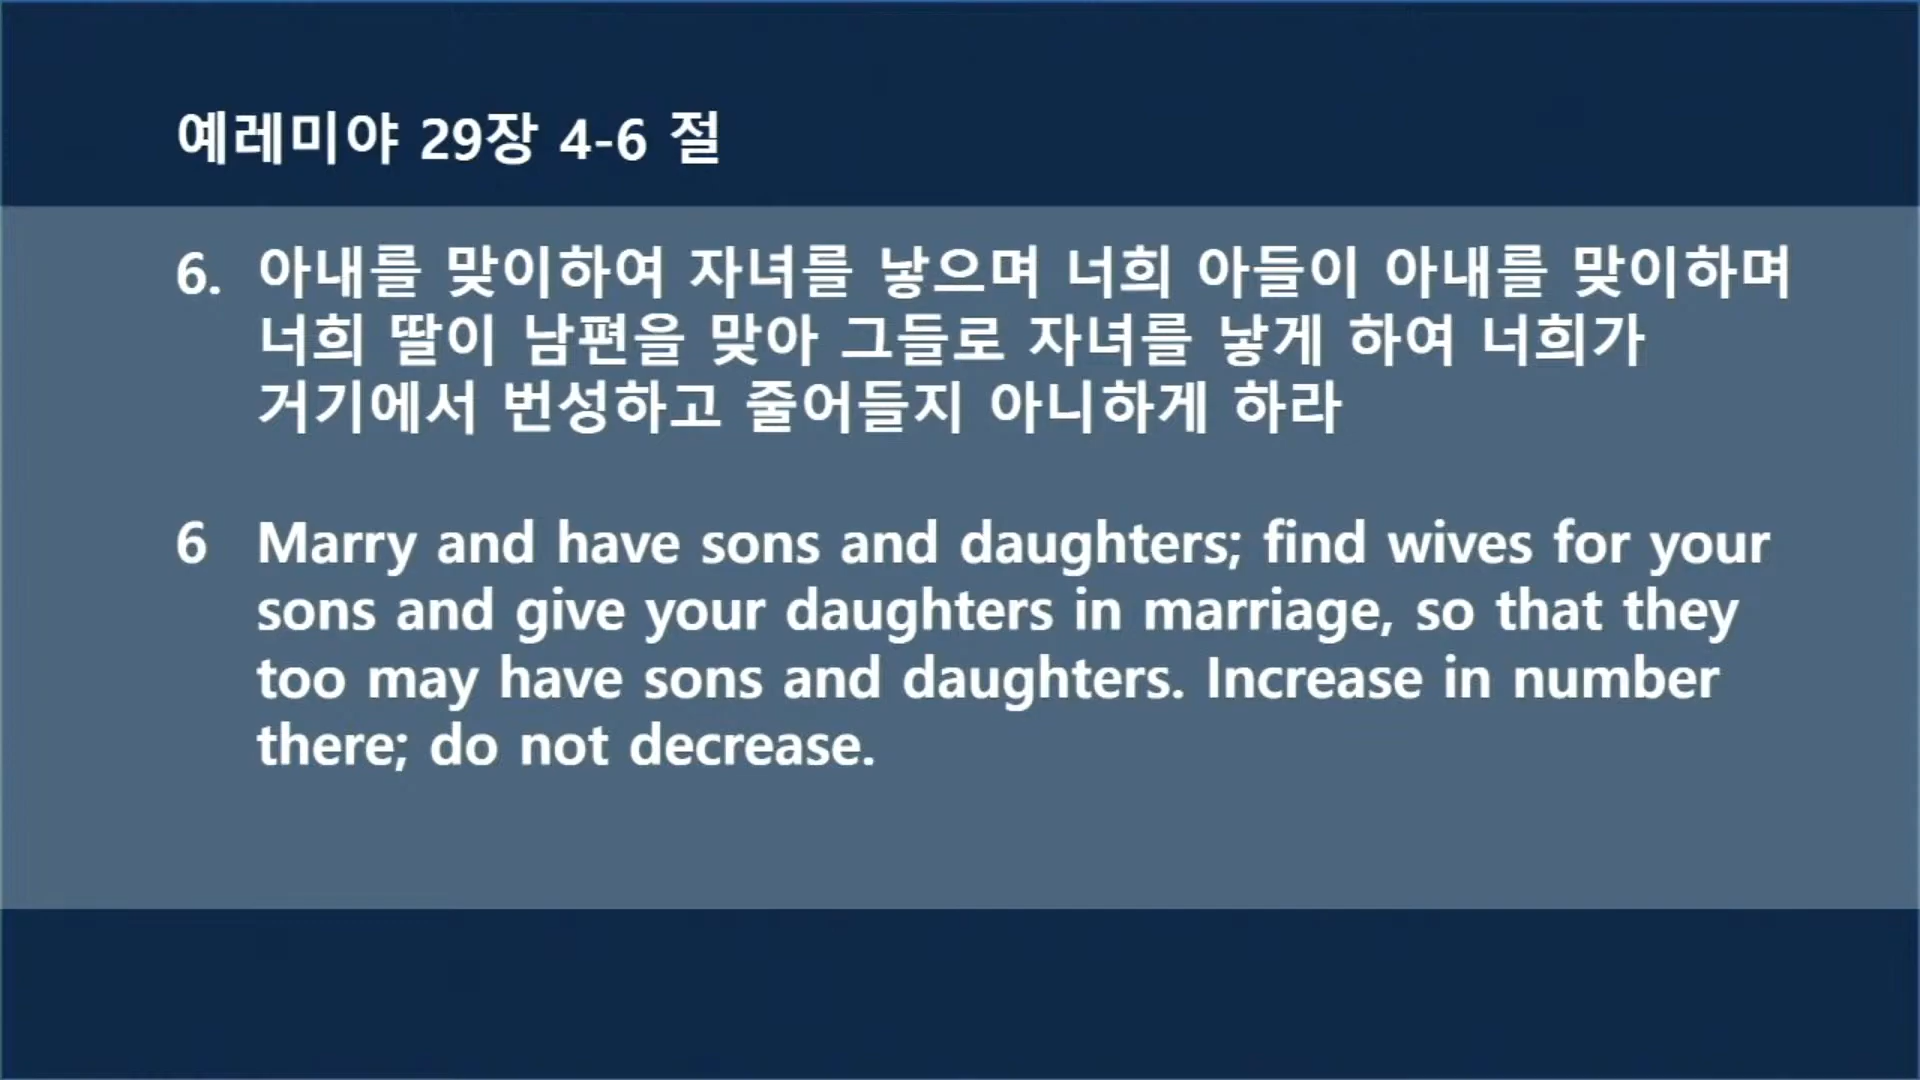 예레미야 29장 4-6 절
6. 아내를 맞이하여 자녀를 낳으며 너희 아들이 아내를 맞이하며
너희 딸이 남편을 맞아 그들로 자녀를 낳게 하여 너희가
거기에서 번성하고 줄어들지 아니하게 하라
6 Marry and have sons and daughters; find wives for your
sons and give your daughters in marriage, so that they
too may have sons and daughters. Increase in number
there; do not decrease.